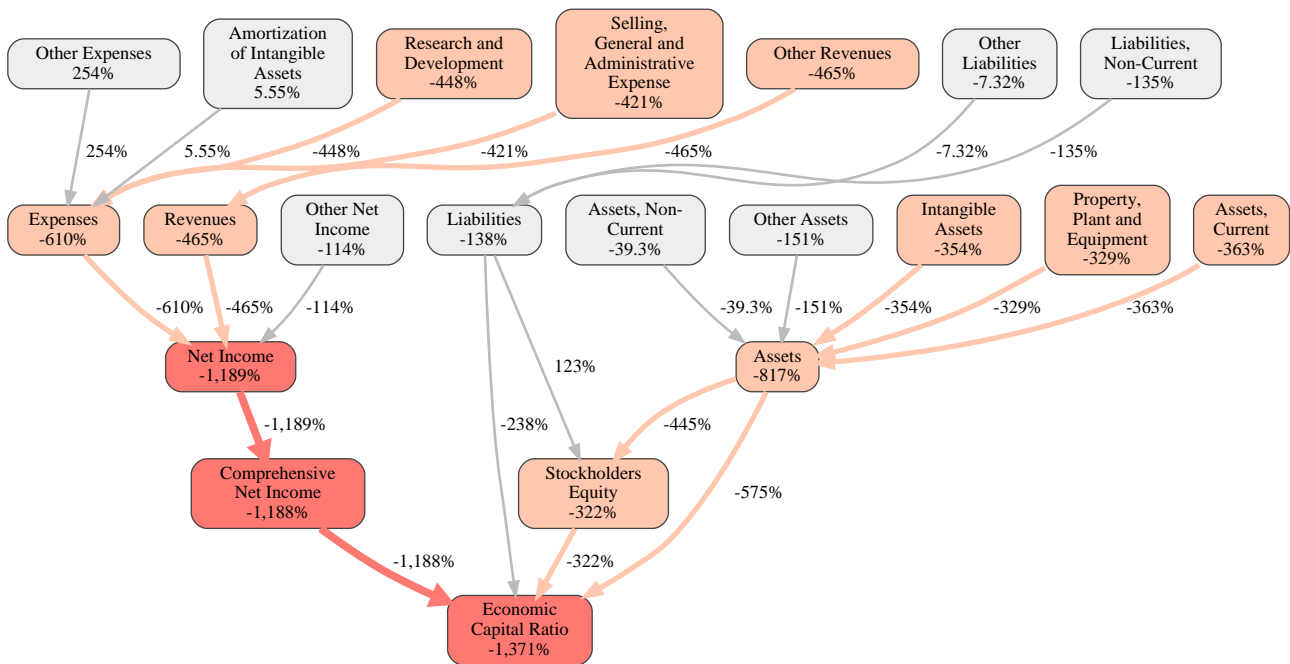 Other Expenses
254%
Amortization
of Intangible
Assets
5.55%
Research and
Development
-448%
Selling,
General and
Administrative
Expense
-421%
Other Revenues
-465%
Other
Liabilities
-7.32%
Liabilities,
Non-Current
-135%
254%
5.55%
-448%
-421%
-465%
-7.32%
-135%
Expenses
-610%
Revenues
-465%
Other Net
Income
-114%
Liabilities
-138%
Assets, Non-
Current
-39.3%
Other Assets
-151%
Intangible
Assets
-354%
Property,
Plant and
Equipment
-329%
Assets,
Current
-363%
-610%
-465%
-114%
-39.3%
-151%
-354%
-329%
-363%
Net Income
-1,189%
123%
Assets
-817%
-1,189%
-238%
-445%
Comprehensive
Net Income
-1,188%
Stockholders
Equity
-322%
-575%
-1,188%
-322%
Economic
Capital Ratio
-1,371%